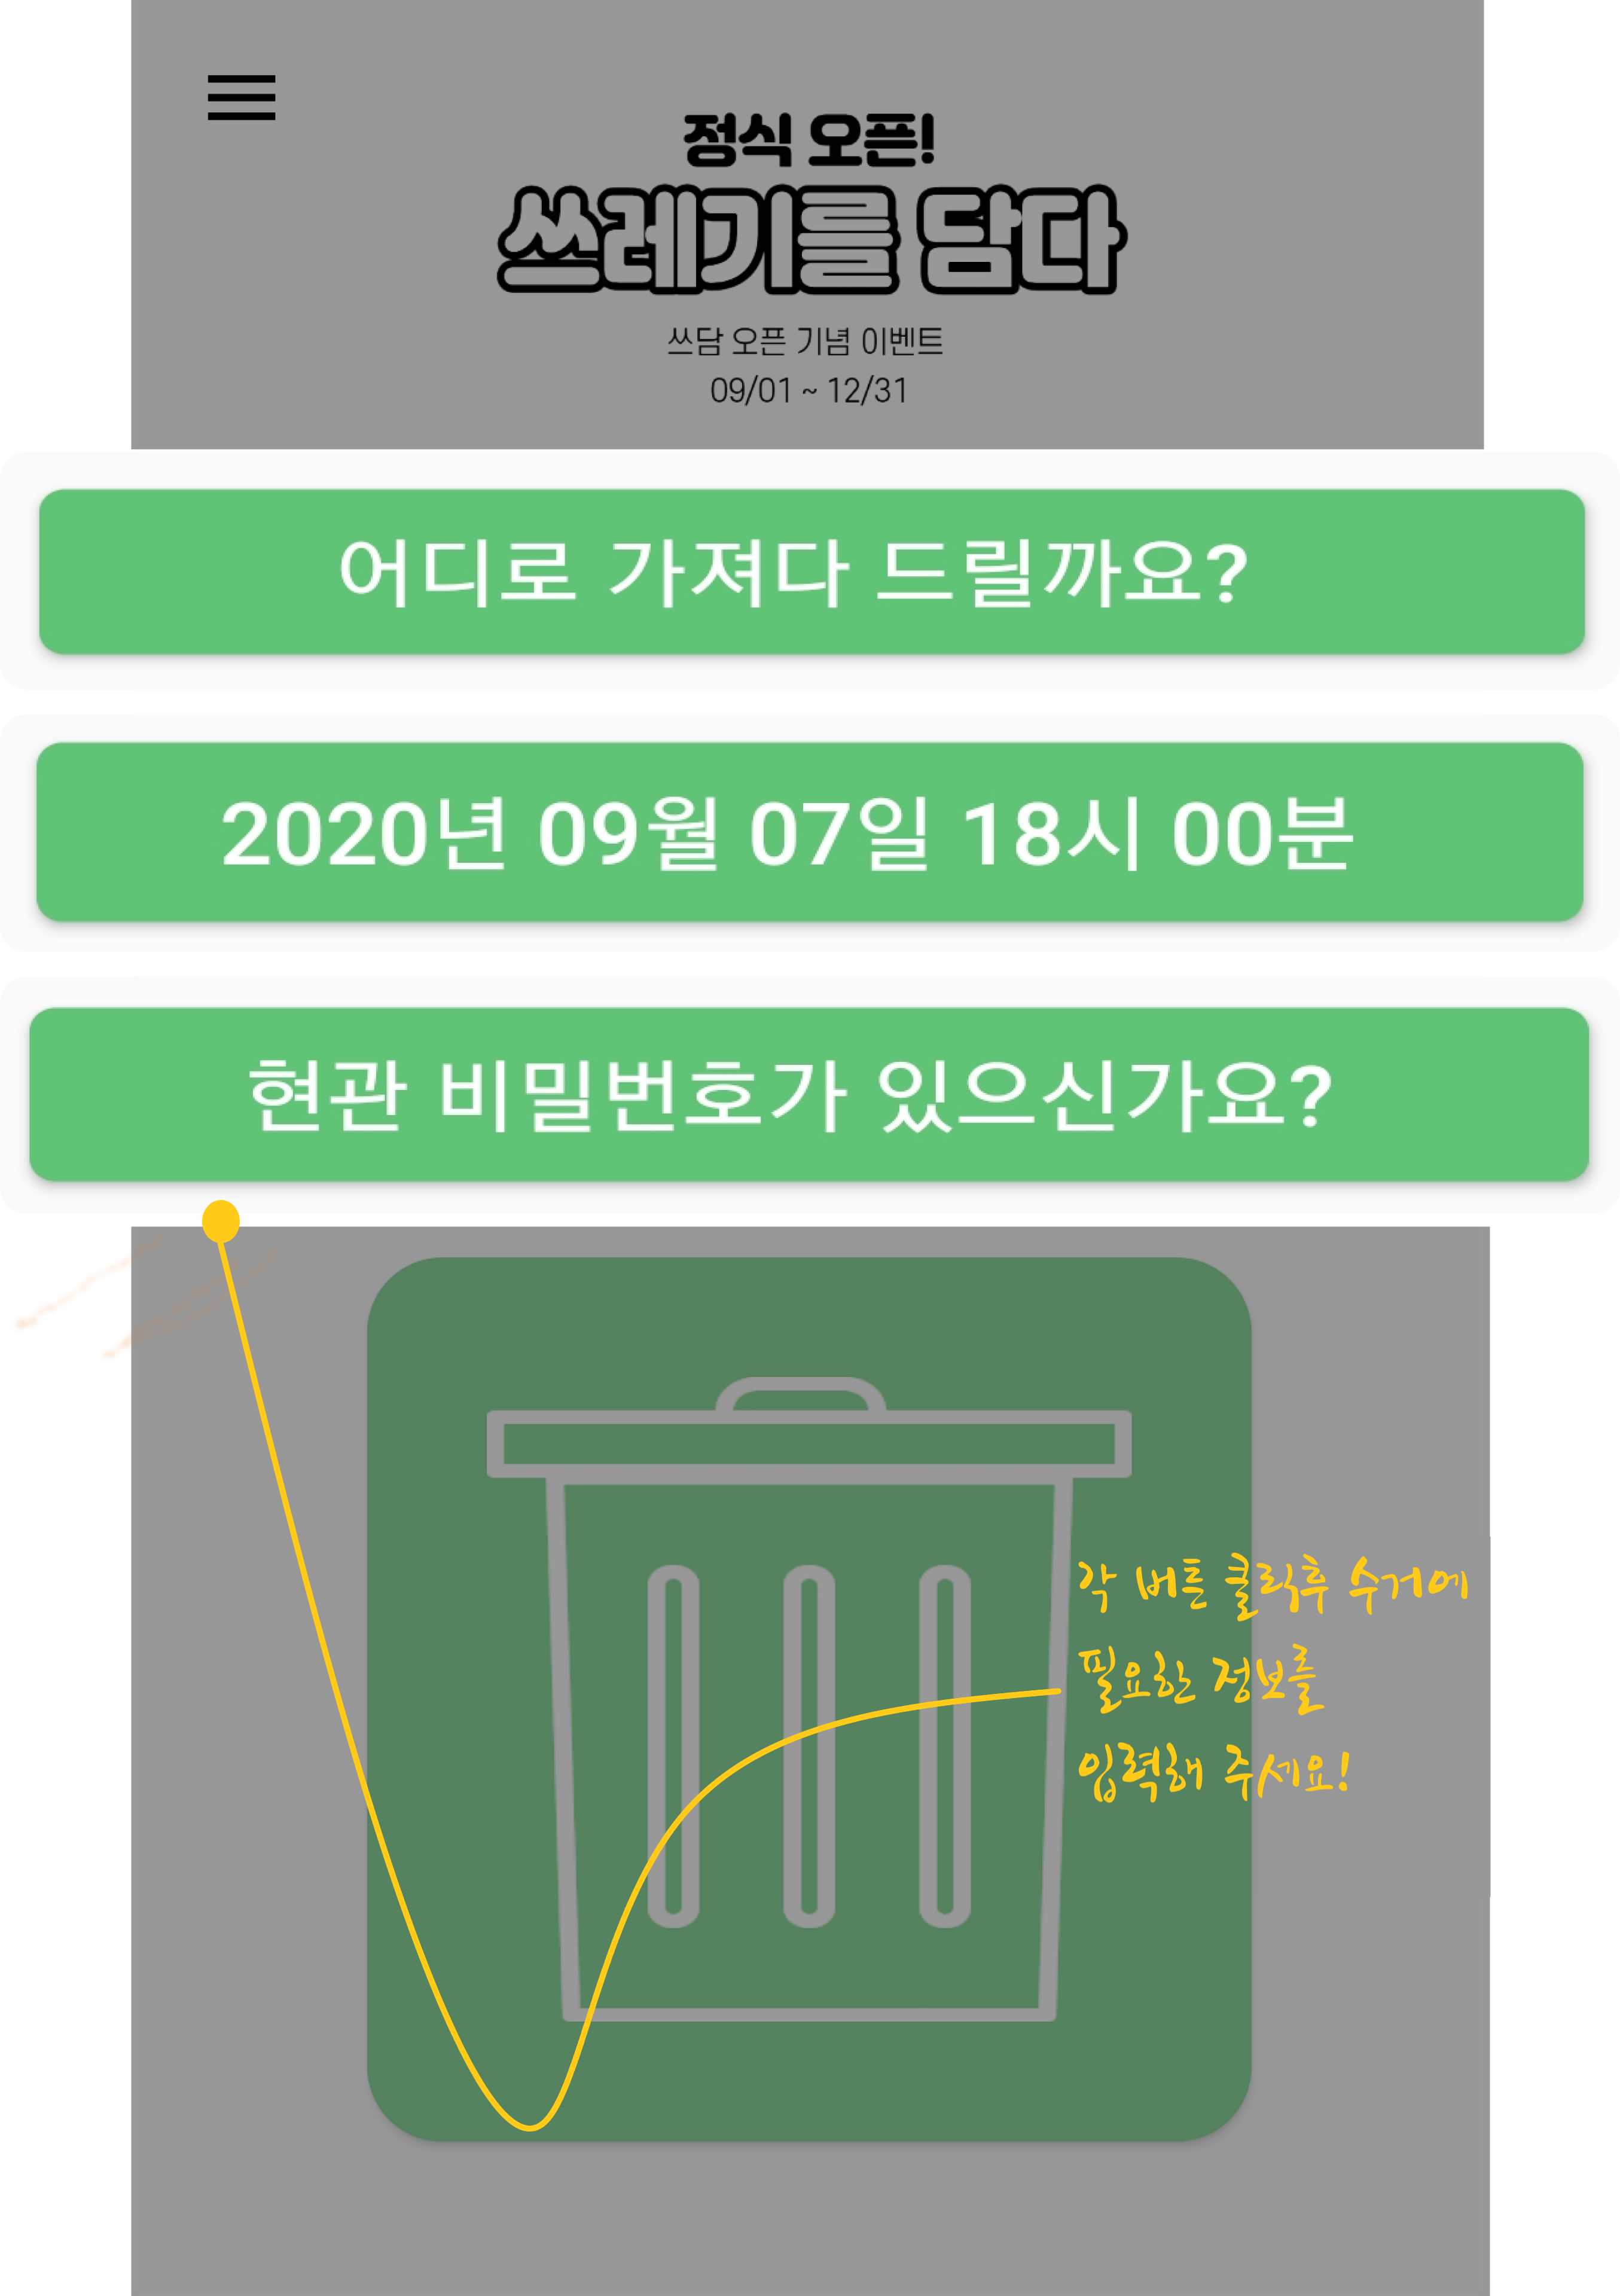 정식 오픈!
쓰레기를 담다
쓰담 오픈 기념 이벤트
09/01 ~ 12/31
어디로 가져다 드릴까요?
2020년 09월 07일 18시 00분
현관 비밀번호가 있으신가요?
각 버튼 클릭후 수거에
필요한 정보를
입력해 주세요!